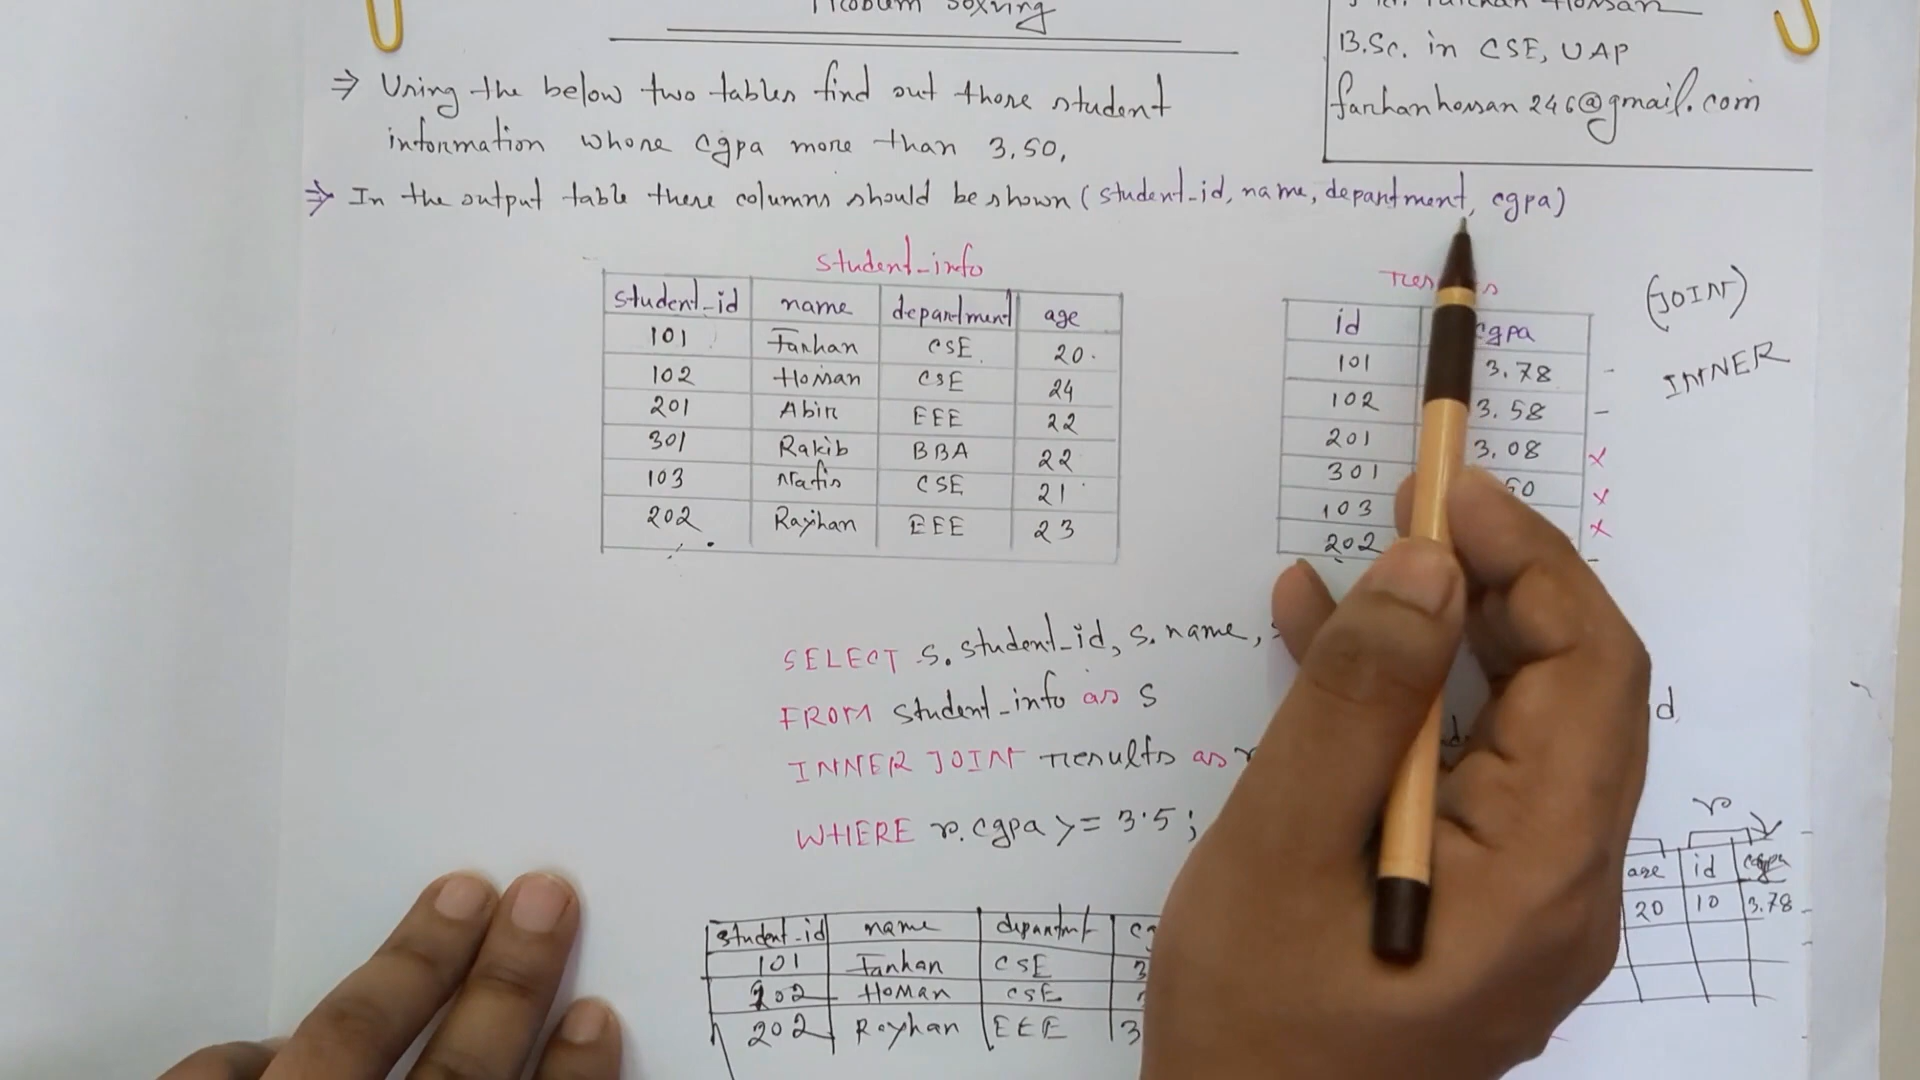 Problem Solving
B.Sc. in CSE, UAP
farhanhossan246@gmail.com
⇒ Using the below two tables find out those student
information whose cgpa more than 3.50.
⇒ In the output table these columns should be shown (student_id, name, department, cgpa)
student_info
student_id name department age
101 Farhan CSE 20
102 Hossan CSE 24
201 Abir EEE 22
301 Rakib BBA 22
103 Nafis CSE 21
202 Rayhan EEE 23
(JOIN)
INNER
id cgpa
101 3.78
102 3.58
201 3.08
301
103
202
SELECT s.student_id, s.name,
FROM student_info as s
INNER JOIN results as r
WHERE r.cgpa >= 3.5;
r
age id cgpa
20 10 3.78
student_id name department
101 Farhan CSE
Hossan CSE
202 Rayhan EEE 3